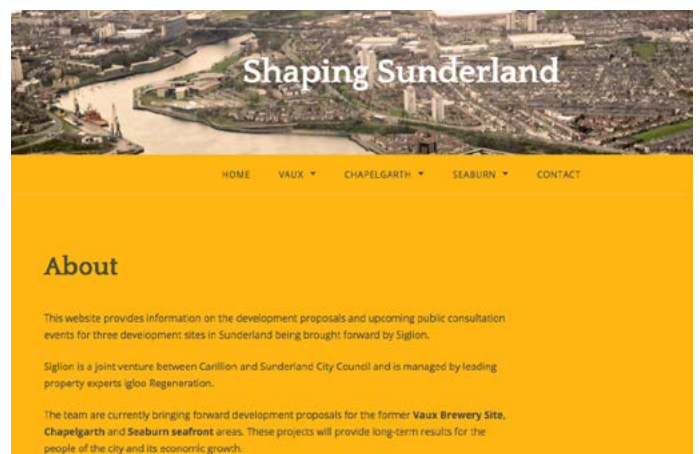 Shaping Sunderland
HOME VAUX CHAPELGARTH SEABURN CONTACT
About
This website provides information on the development proposals and upcoming public consultation
events for three development sites in Sunderland being brought forward by Siglion.
Siglion is a joint venture between Carillion and Sunderland City Council and is managed by leading
property experts igloo Regeneration.
The team are currently bringing forward development proposals for the former Vaux Brewery Site,
Chapelgarth and Seaburn seafront areas. These projects will provide long-term results for the
people of the city and its economic growth.